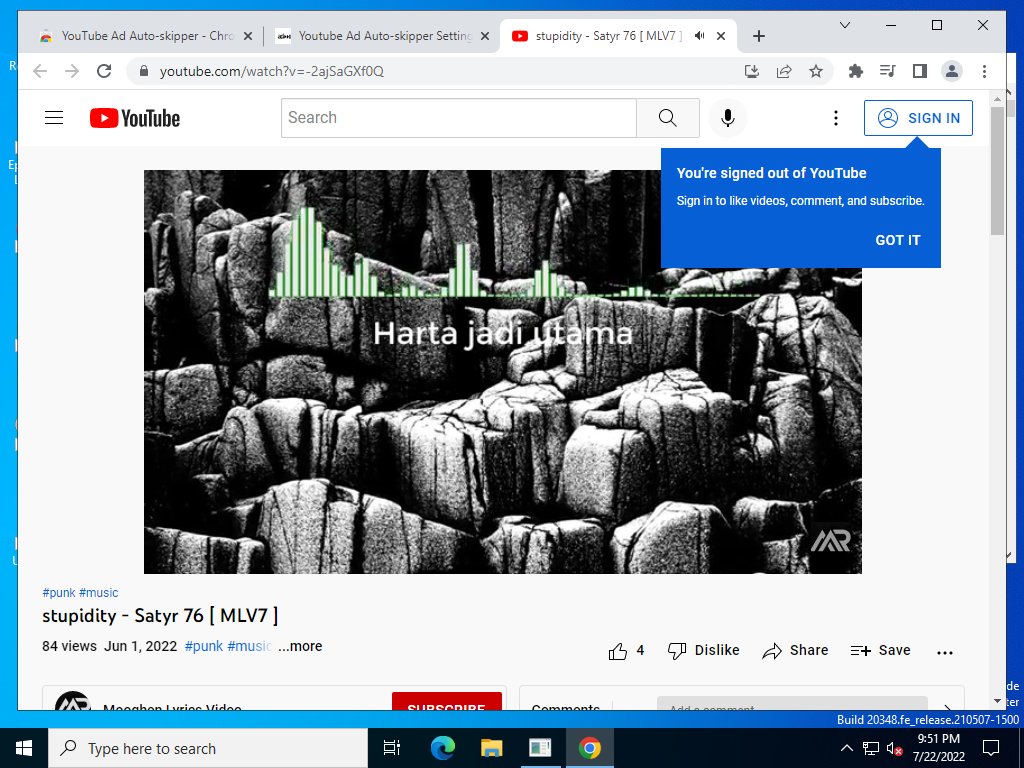 YouTube Ad Auto-skipper - Chro
Youtube Ad Auto-skipper Setting
stupidity - Satyr 76 [ MLV7 ]
youtube.com/watch?v=-2ajSaGXf0Q
YouTube
Search
SIGN IN
You're signed out of YouTube
Sign in to like videos, comment, and subscribe.
GOT IT
Harta jadi utama
#punk #music
stupidity - Satyr 76 [ MLV7 ]
84 views Jun 1, 2022 #punk #music ...more
4 Dislike Share Save
Mooghen Lyrics Video
SUBSCRIBE
Comments
Add a comment...
Build 20348.fe_release.210507-1500
Type here to search
9:51 PM
7/22/2022